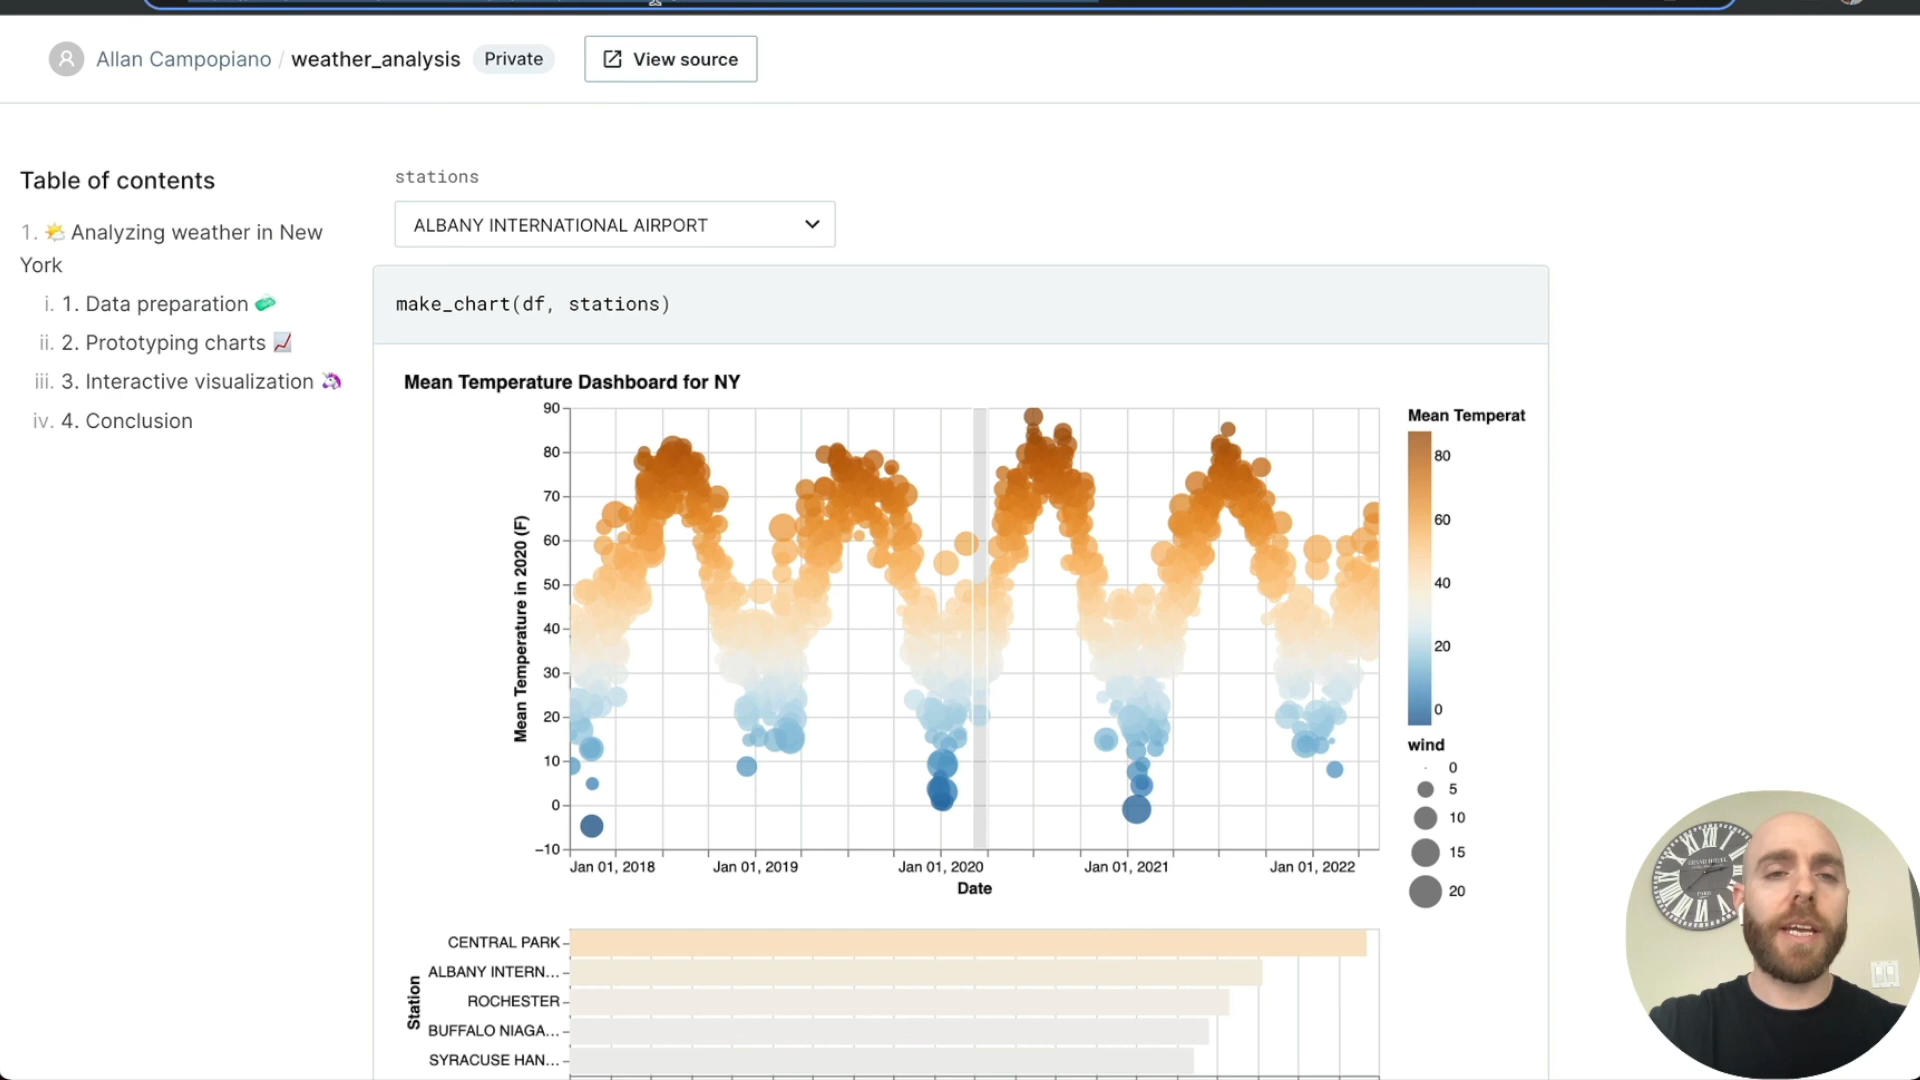 Allan Campopiano / weather_analysis Private View source
Table of contents
1. 🌤️ Analyzing weather in New
York
i. 1. Data preparation 🧼
ii. 2. Prototyping charts 📈
iii. 3. Interactive visualization 🦄
iv. 4. Conclusion
stations
ALBANY INTERNATIONAL AIRPORT
make_chart(df, stations)
Mean Temperature Dashboard for NY
90
80
70
60
50
40
30
20
10
0
−10
Mean Temperature in 2020 (F)
Jan 01, 2018 Jan 01, 2019 Jan 01, 2020 Jan 01, 2021 Jan 01, 2022
Date
Mean Temperat
80
60
40
20
0
wind
0
5
10
15
20
Station
CENTRAL PARK
ALBANY INTERN...
ROCHESTER
BUFFALO NIAGA...
SYRACUSE HAN...